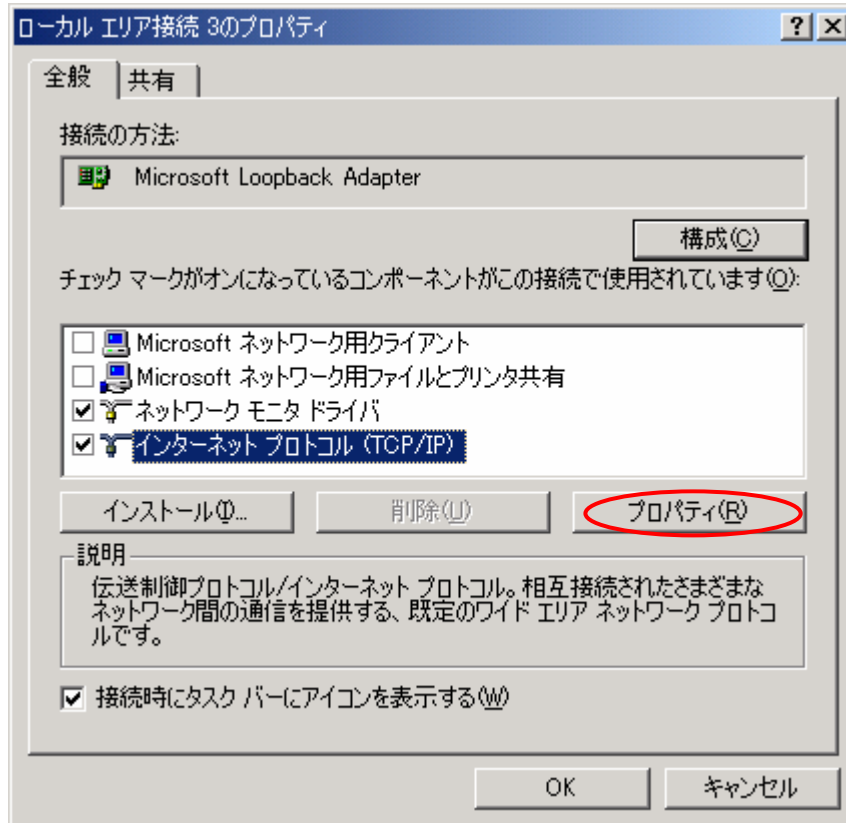 ローカル エリア接続 3のプロパティ
全般
共有
接続の方法:
Microsoft Loopback Adapter
構成(C)
チェック マークがオンになっているコンポーネントがこの接続で使用されています(O):
Microsoft ネットワーク用クライアント
Microsoft ネットワーク用ファイルとプリンタ共有
ネットワーク モニタ ドライバ
インターネット プロトコル (TCP/IP)
インストール(I)...
削除(U)
プロパティ(R)
説明
伝送制御プロトコル/インターネット プロトコル。相互接続されたさまざまな
ネットワーク間の通信を提供する、既定のワイド エリア ネットワーク プロトコ
ルです。
接続時にタスク バーにアイコンを表示する(W)
OK
キャンセル